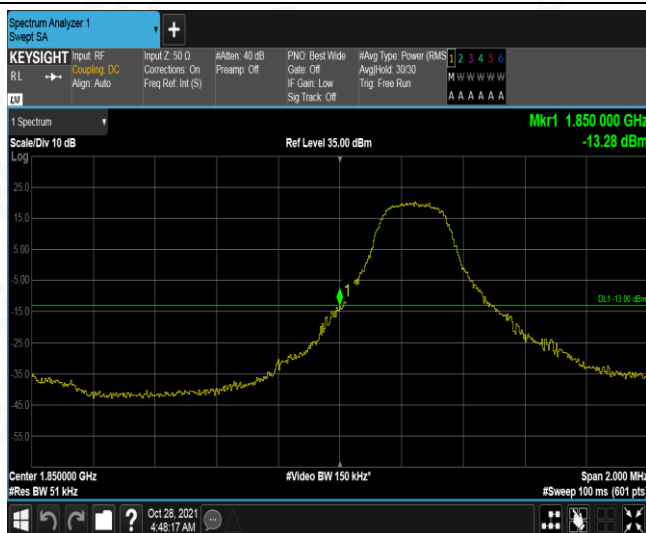 Spectrum Analyzer 1
Swept SA
KEYSIGHT Input: RF Input Z: 50 Ω #Atten: 40 dB PNO: Best Wide #Avg Type: Power (RMS 1 2 3 4 5 6
RL Coupling: DC Corrections: On Preamp: Off Gate: Off Avg|Hold: 30/30 M W W W W W
Align: Auto Freq Ref: Int (S) IF Gain: Low Trig: Free Run
LXI Sig Track: Off A A A A A A
1 Spectrum Mkr1 1.850 000 GHz
Scale/Div 10 dB Ref Level 35.00 dBm -13.28 dBm
Log
25.0
15.0
5.00
-5.00
1
DL1 -13.00 dBm
-15.0
-25.0
-35.0
-45.0
-55.0
Center 1.850000 GHz #Video BW 150 kHz* Span 2.000 MHz
#Res BW 51 kHz #Sweep 100 ms (601 pts)
? Oct 28, 2021
4:48:17 AM